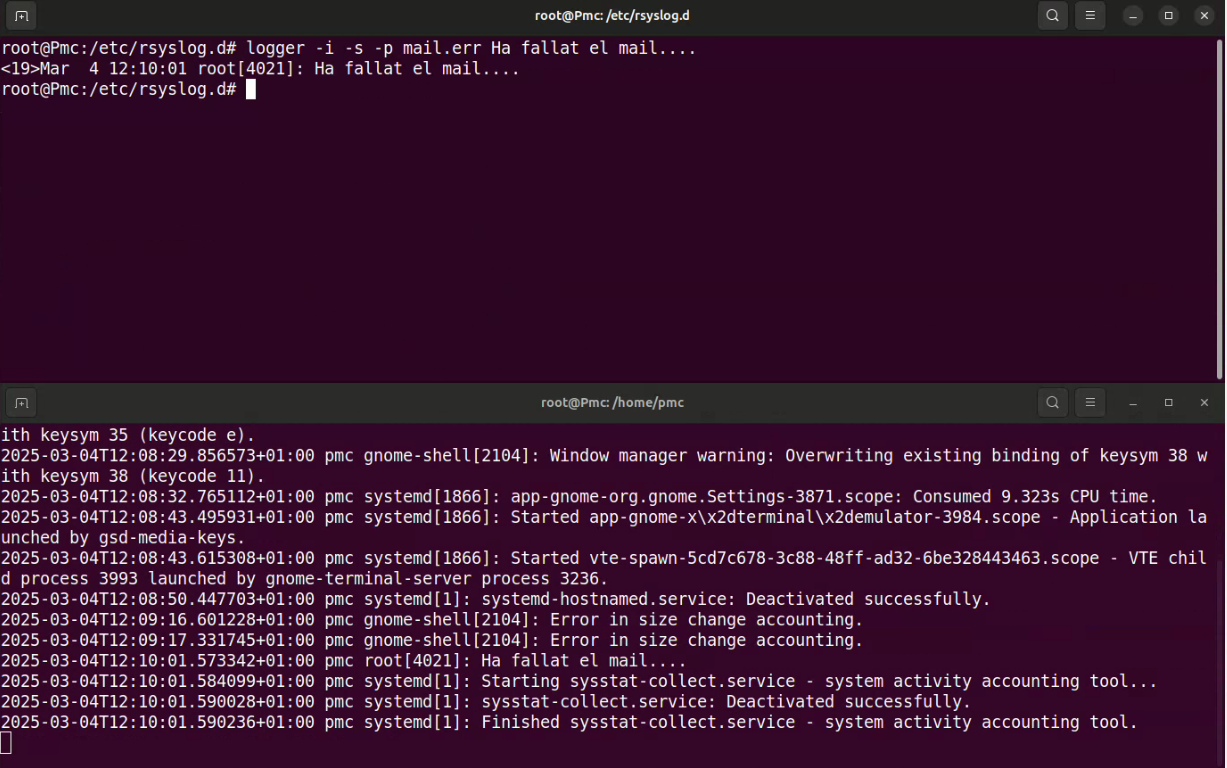 root@Pmc: /etc/rsyslog.d
root@Pmc:/etc/rsyslog.d# logger -i -s -p mail.err Ha fallat el mail....
<19>Mar  4 12:10:01 root[4021]: Ha fallat el mail....
root@Pmc:/etc/rsyslog.d#
root@Pmc: /home/pmc
ith keysym 35 (keycode e).
2025-03-04T12:08:29.856573+01:00 pmc gnome-shell[2104]: Window manager warning: Overwriting existing binding of keysym 38 w
ith keysym 38 (keycode 11).
2025-03-04T12:08:32.765112+01:00 pmc systemd[1866]: app-gnome-org.gnome.Settings-3871.scope: Consumed 9.323s CPU time.
2025-03-04T12:08:43.495931+01:00 pmc systemd[1866]: Started app-gnome-x\x2dterminal\x2demulator-3984.scope - Application la
unched by gsd-media-keys.
2025-03-04T12:08:43.615308+01:00 pmc systemd[1866]: Started vte-spawn-5cd7c678-3c88-48ff-ad32-6be328443463.scope - VTE chil
d process 3993 launched by gnome-terminal-server process 3236.
2025-03-04T12:08:50.447703+01:00 pmc systemd[1]: systemd-hostnamed.service: Deactivated successfully.
2025-03-04T12:09:16.601228+01:00 pmc gnome-shell[2104]: Error in size change accounting.
2025-03-04T12:09:17.331745+01:00 pmc gnome-shell[2104]: Error in size change accounting.
2025-03-04T12:10:01.573342+01:00 pmc root[4021]: Ha fallat el mail....
2025-03-04T12:10:01.584099+01:00 pmc systemd[1]: Starting sysstat-collect.service - system activity accounting tool...
2025-03-04T12:10:01.590028+01:00 pmc systemd[1]: sysstat-collect.service: Deactivated successfully.
2025-03-04T12:10:01.590236+01:00 pmc systemd[1]: Finished sysstat-collect.service - system activity accounting tool.